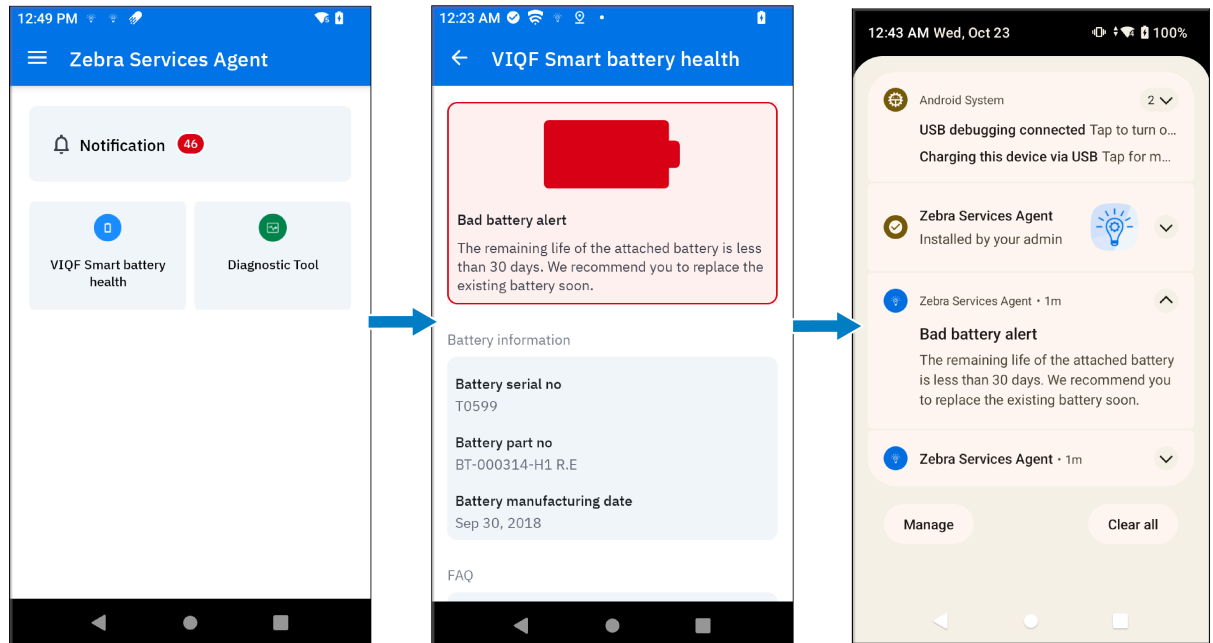 12:49 PM
Zebra Services Agent
Notification 46
VIQF Smart battery
health
Diagnostic Tool
12:23 AM
VIQF Smart battery health
Bad battery alert
The remaining life of the attached battery is less
than 30 days. We recommend you to replace the
existing battery soon.
Battery information
Battery serial no
T0599
Battery part no
BT-000314-H1 R.E
Battery manufacturing date
Sep 30, 2018
FAQ
12:43 AM Wed, Oct 23 100%
Android System 2
USB debugging connected Tap to turn o...
Charging this device via USB Tap for m...
Zebra Services Agent
Installed by your admin
Zebra Services Agent • 1m
Bad battery alert
The remaining life of the attached battery
is less than 30 days. We recommend you
to replace the existing battery soon.
Zebra Services Agent • 1m
Manage Clear all